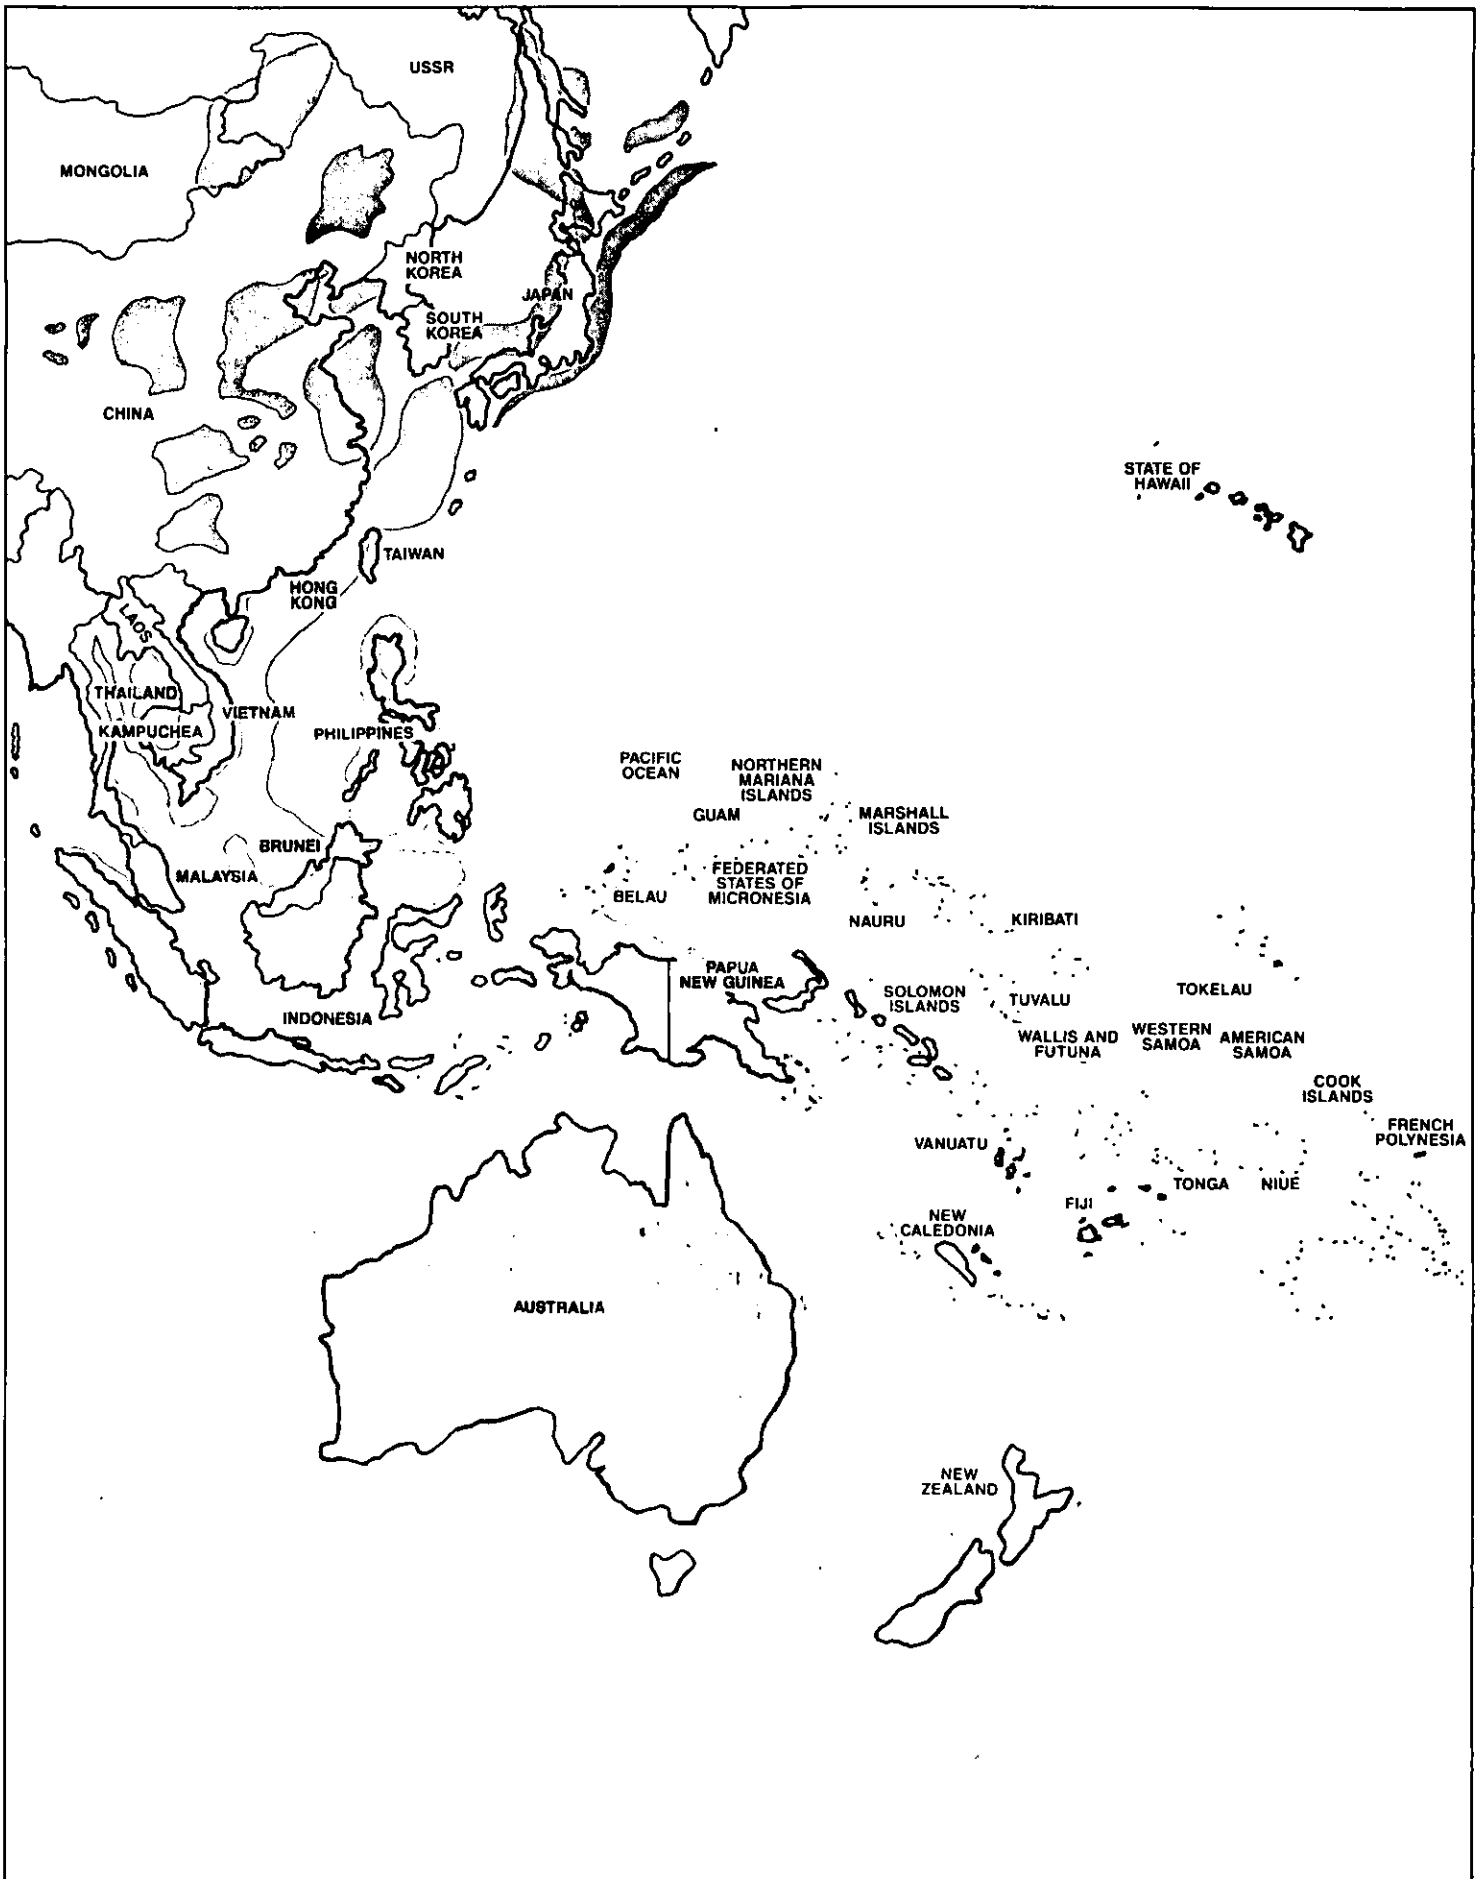 USSR
MONGOLIA
NORTH
KOREA
JAPAN
SOUTH
KOREA
CHINA
STATE OF
HAWAII
TAIWAN
HONG
KONG
LAOS
THAILAND
VIETNAM
KAMPUCHEA
PHILIPPINES
PACIFIC
OCEAN
NORTHERN
MARIANA
ISLANDS
GUAM
MARSHALL
ISLANDS
BRUNEI
MALAYSIA
FEDERATED
STATES OF
MICRONESIA
BELAU
NAURU
KIRIBATI
PAPUA
NEW GUINEA
SOLOMON
ISLANDS
TUVALU
TOKELAU
INDONESIA
WALLIS AND
FUTUNA
WESTERN
SAMOA
AMERICAN
SAMOA
COOK
ISLANDS
FRENCH
POLYNESIA
VANUATU
TONGA
NIUE
FIJI
NEW
CALEDONIA
AUSTRALIA
NEW
ZEALAND